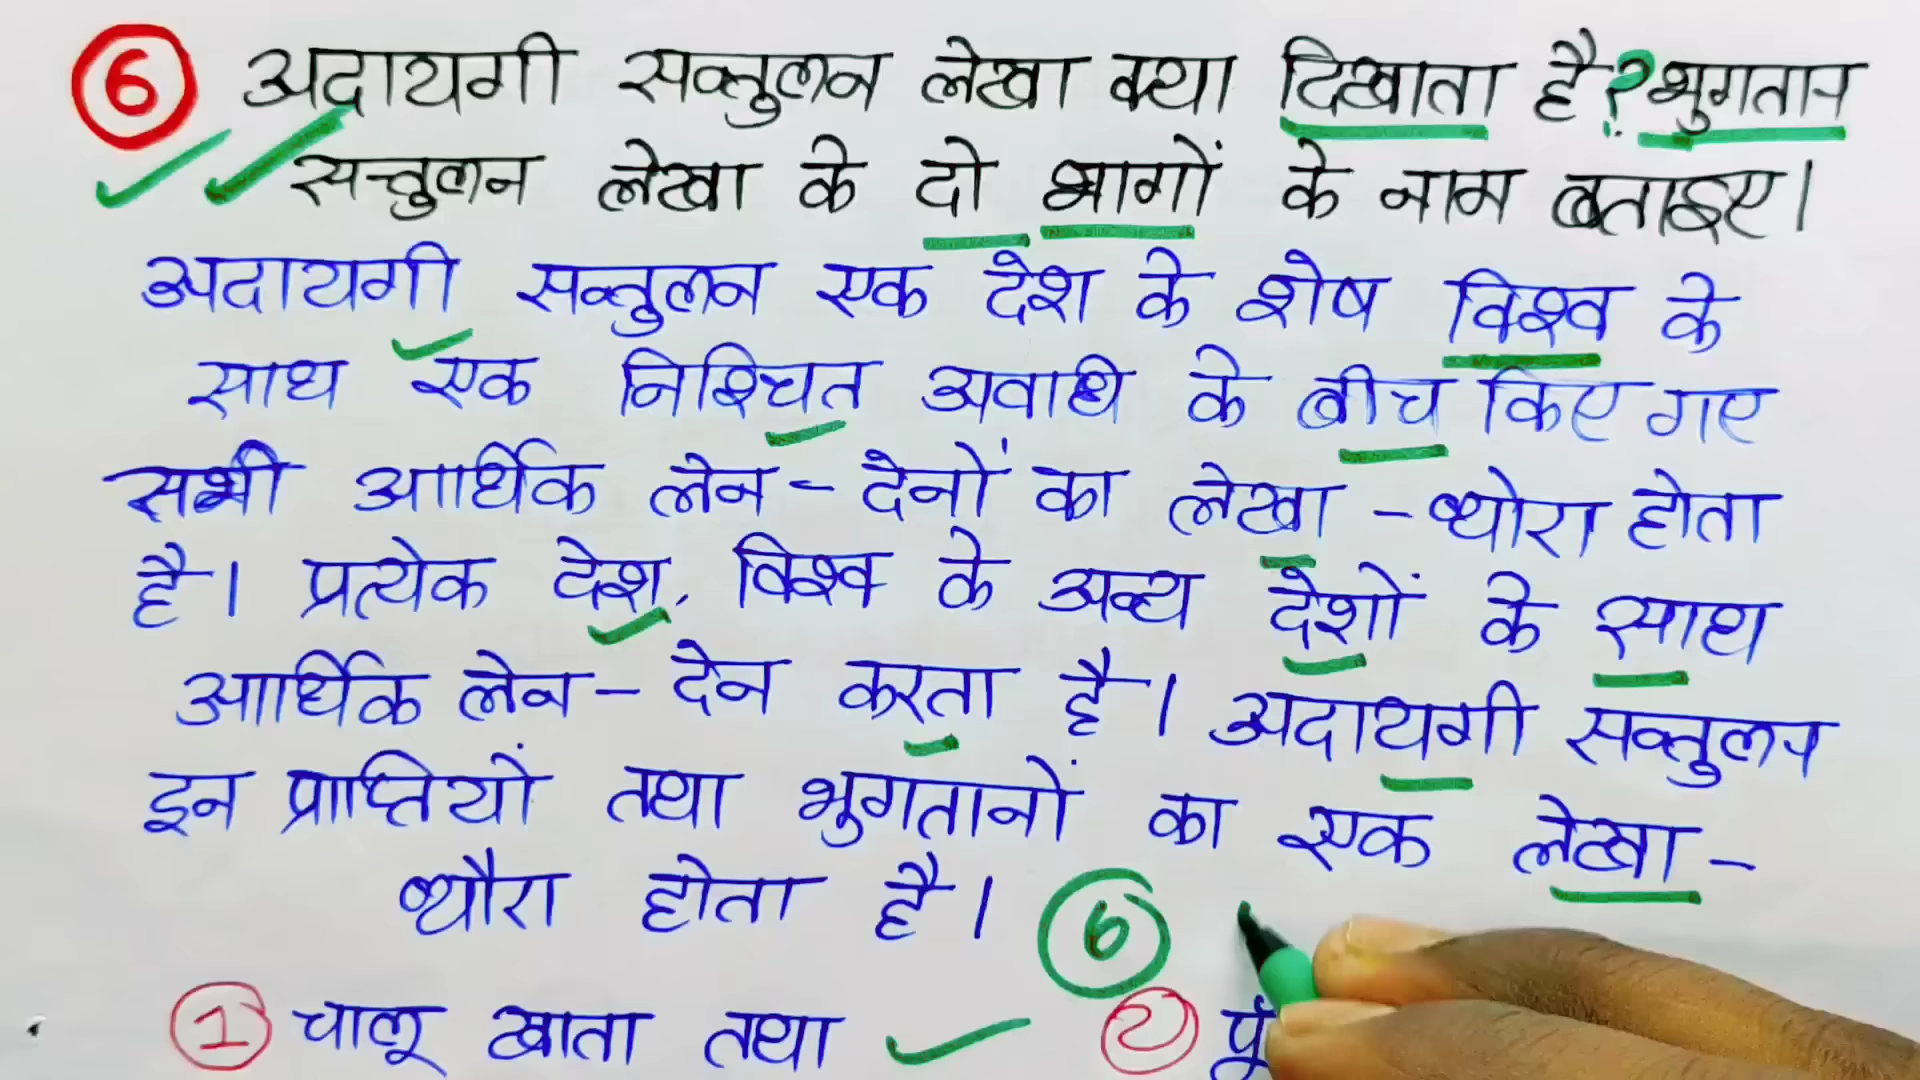 6 अदायगी सन्तुलन लेखा क्या दिखाता है? भुगतान
सन्तुलन लेखा के दो भागों के नाम बताइए।
अदायगी सन्तुलन एक देश के शेष विश्व के
साथ एक निश्चित अवधि के बीच किए गए
सभी आर्थिक लेन-देनों का लेखा-ब्योरा होता
है। प्रत्येक देश, विश्व के अन्य देशों के साथ
आर्थिक लेन-देन करता है। अदायगी सन्तुलन
इन प्राप्तियों तथा भुगतानों का एक लेखा-
ब्यौरा होता है। 6
1 चालू खाता तथा 2